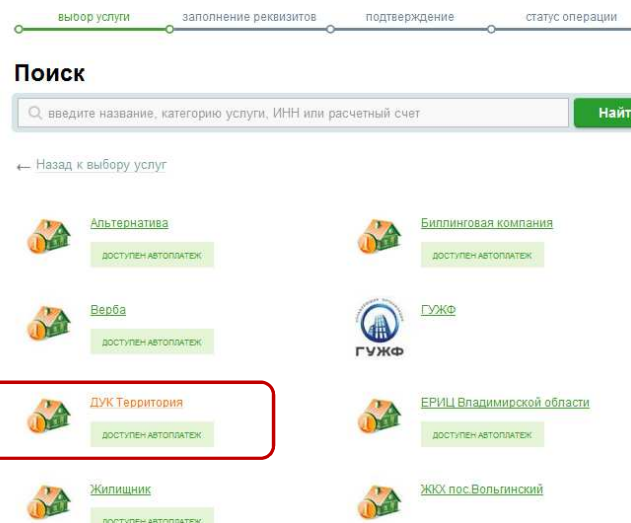 выбор услуги заполнение реквизитов подтверждение статус операции
Поиск
введите название, категорию услуги, ИНН или расчетный счет Найт
← Назад к выбору услуг
Альтернатива Биллинговая компания
ДОСТУПЕН АВТОПЛАТЕЖ ДОСТУПЕН АВТОПЛАТЕЖ
Верба ГУЖФ
ДОСТУПЕН АВТОПЛАТЕЖ
ГУЖФ
ДУК Территория ЕРИЦ Владимирской области
ДОСТУПЕН АВТОПЛАТЕЖ ДОСТУПЕН АВТОПЛАТЕЖ
Жилищник ЖКХ пос.Вольгинский
ДОСТУПЕН АВТОПЛАТЕЖ